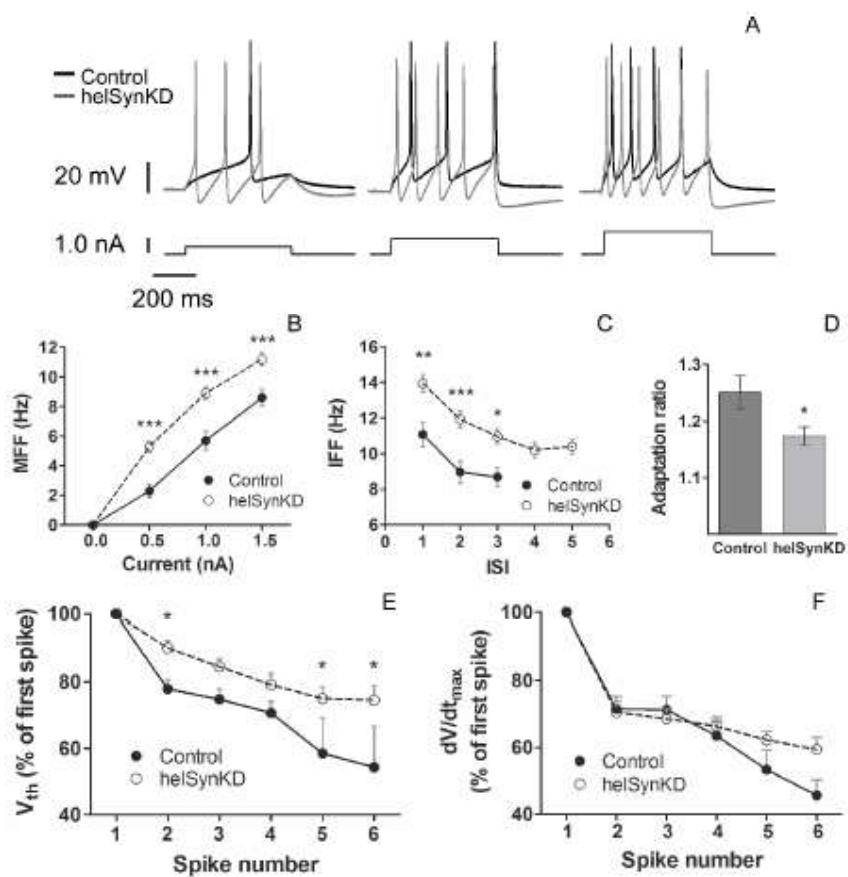 A
Control
helSynKD
20 mV
1.0 nA
200 ms
B
MFF (Hz)
12
10
8
6
4
2
0
***
***
***
Control
helSynKD
0.0 0.5 1.0 1.5
Current (nA)
C
IFF (Hz)
16
14
12
10
8
6
**
***
*
Control
helSynKD
0 1 2 3 4 5 6
ISI
D
Adaptation ratio
1.3
1.2
1.1
*
Control helSynKD
E
Vth (% of first spike)
100
80
60
40
*
*
*
Control
helSynKD
1 2 3 4 5 6
Spike number
F
dV/dtmax
(% of first spike)
100
80
60
40
Control
helSynKD
1 2 3 4 5 6
Spike number